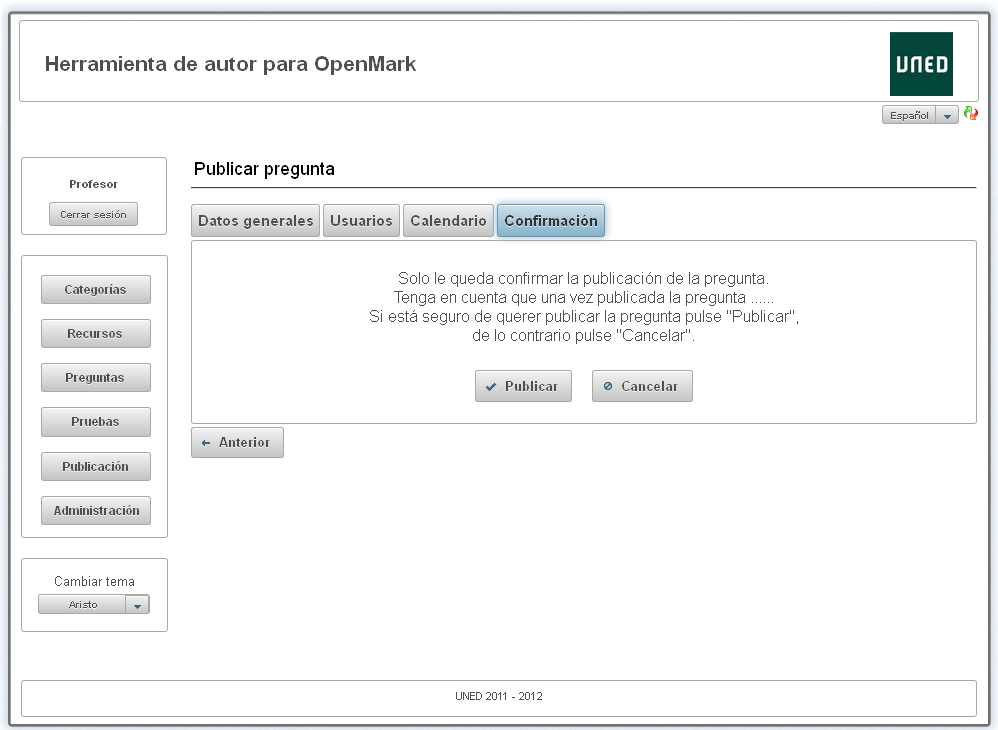 Herramienta de autor para OpenMark
UNED
Español
Profesor
Cerrar sesión
Categorías
Recursos
Preguntas
Pruebas
Publicación
Administración
Cambiar tema
Aristo
Publicar pregunta
Datos generales Usuarios Calendario Confirmación
Solo le queda confirmar la publicación de la pregunta.
Tenga en cuenta que una vez publicada la pregunta ......
Si está seguro de querer publicar la pregunta pulse "Publicar",
de lo contrario pulse "Cancelar".
Publicar Cancelar
Anterior
UNED 2011 - 2012